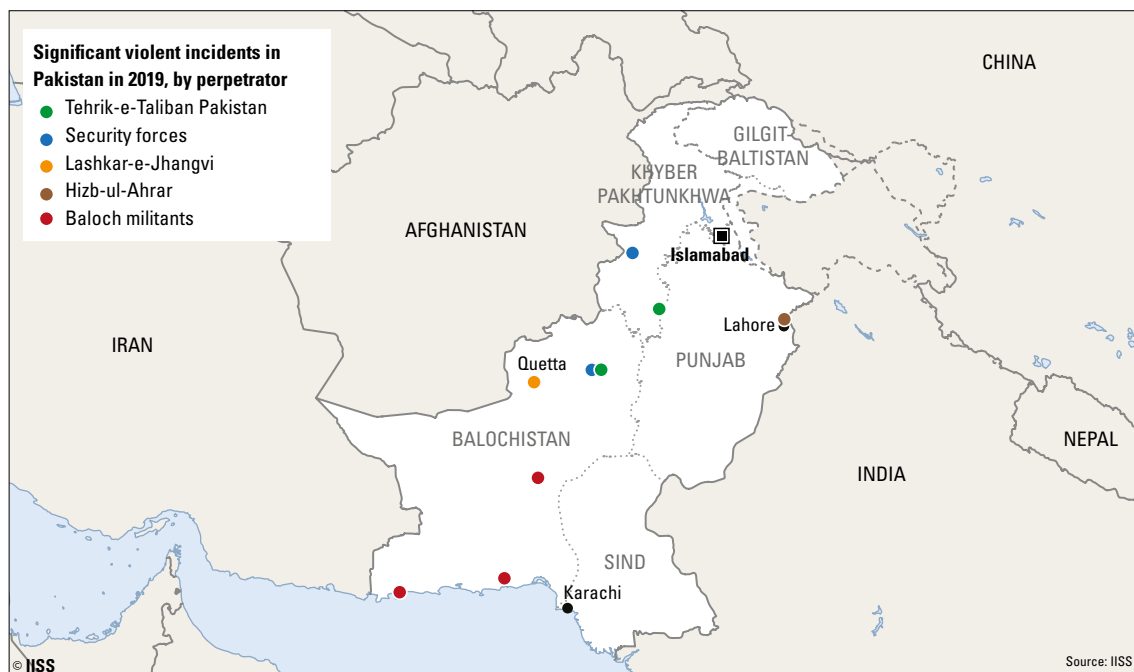 Significant violent incidents in
Pakistan in 2019, by perpetrator
Tehrik-e-Taliban Pakistan
Security forces
Lashkar-e-Jhangvi
Hizb-ul-Ahrar
Baloch militants
CHINA
GILGIT-
BALTISTAN
KHYBER
PAKHTUNKHWA
AFGHANISTAN
Islamabad
Lahore
IRAN
PUNJAB
Quetta
BALOCHISTAN
NEPAL
INDIA
SIND
Karachi
© IISS
Source: IISS